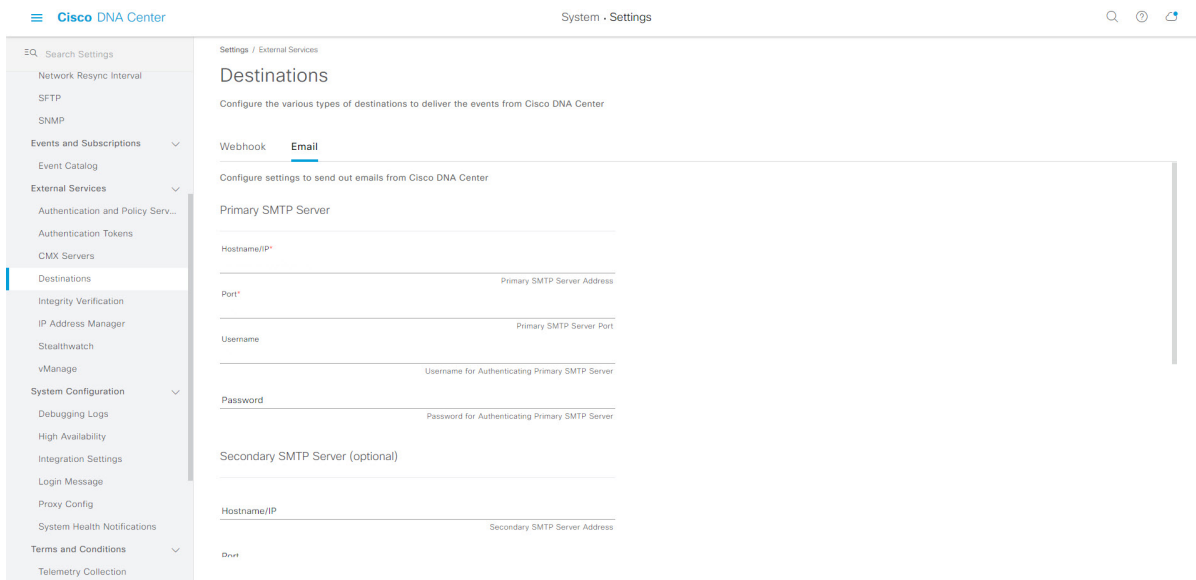 Cisco DNA Center
System · Settings
Search Settings
Network Resync Interval
SFTP
SNMP
Events and Subscriptions
Event Catalog
External Services
Authentication and Policy Serv...
Authentication Tokens
CMX Servers
Destinations
Integrity Verification
IP Address Manager
Stealthwatch
vManage
System Configuration
Debugging Logs
High Availability
Integration Settings
Login Message
Proxy Config
System Health Notifications
Terms and Conditions
Telemetry Collection
Settings / External Services
Destinations
Configure the various types of destinations to deliver the events from Cisco DNA Center
Webhook
Email
Configure settings to send out emails from Cisco DNA Center
Primary SMTP Server
Hostname/IP*
Primary SMTP Server Address
Port*
Primary SMTP Server Port
Username
Username for Authenticating Primary SMTP Server
Password
Password for Authenticating Primary SMTP Server
Secondary SMTP Server (optional)
Hostname/IP
Secondary SMTP Server Address
Port